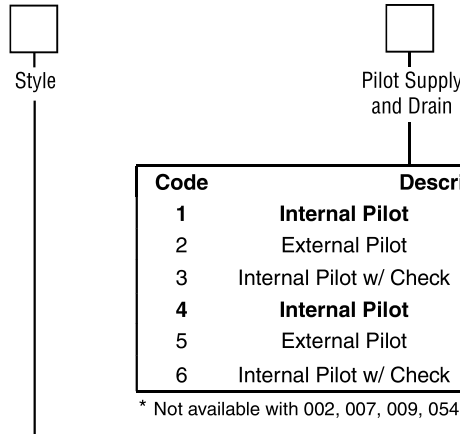 Style
Pilot Supply
and Drain
Code Descri
1 Internal Pilot
2 External Pilot
3 Internal Pilot w/ Check
4 Internal Pilot
5 External Pilot
6 Internal Pilot w/ Check
* Not available with 002, 007, 009, 054